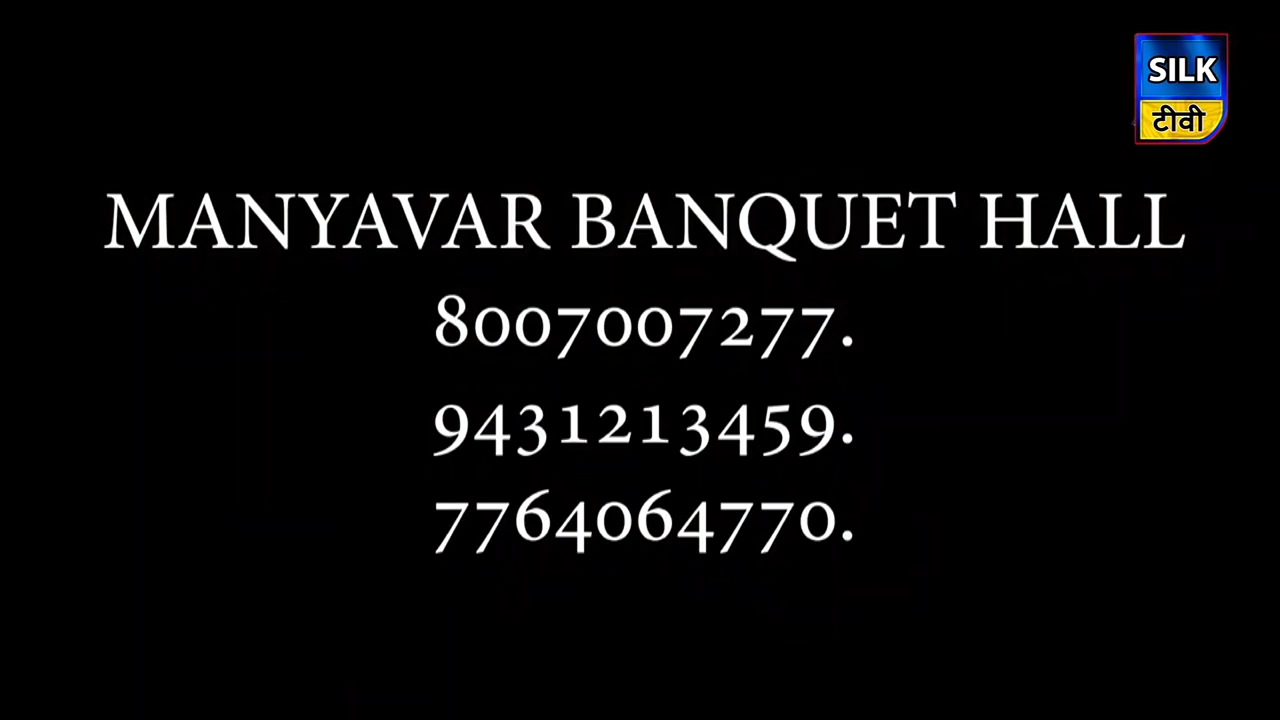 SILK
टीवी
MANYAVAR BANQUET HALL
8007007277.
9431213459.
7764064770.